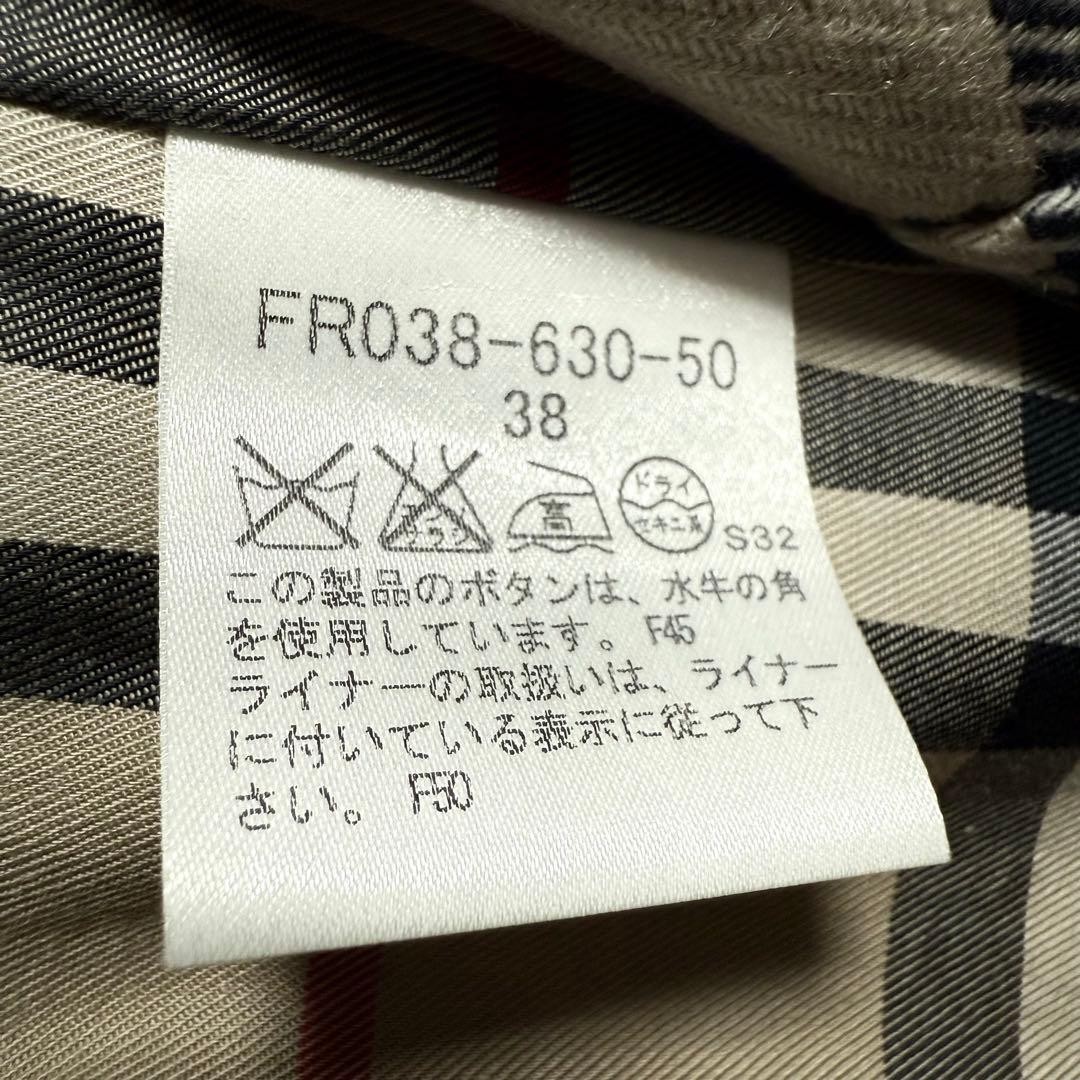 FR038-630-50
38
高 ドライ
セキユ系 S32
この製品のボタンは、水牛の角
を使用しています。 F45
ライナーの取扱いは、ライナー
に付いている表示に従って下
さい。 F50